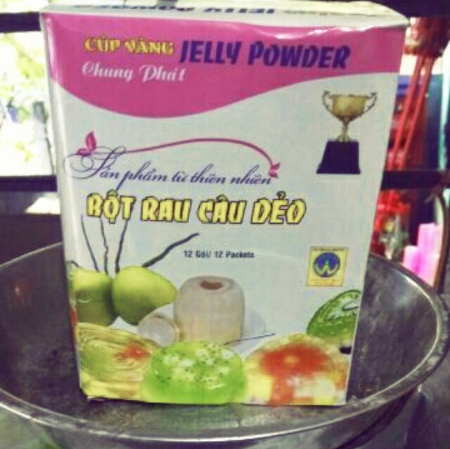 CÚP VÀNG JELLY POWDER
Chung Phát
Sản phẩm từ thiên nhiên
BỘT RAU CÂU DẺO
12 Gói/ 12 Packets